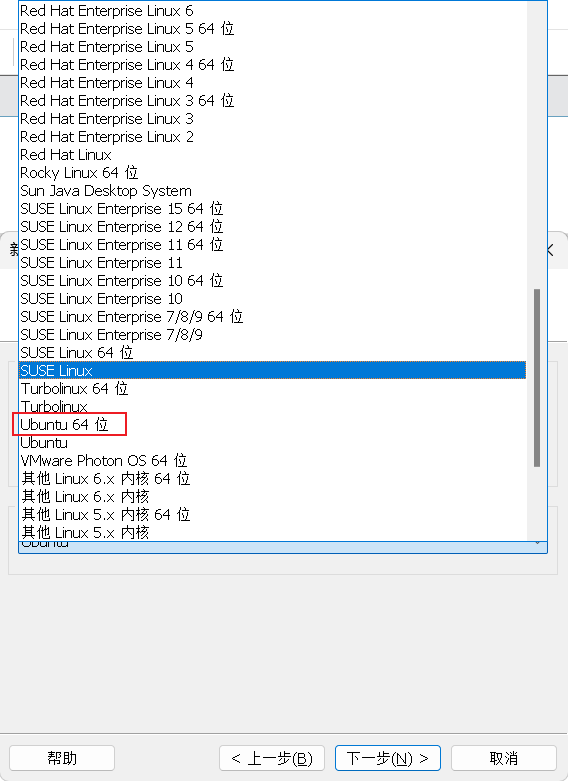 Red Hat Enterprise Linux 6
Red Hat Enterprise Linux 5 64 位
Red Hat Enterprise Linux 5
Red Hat Enterprise Linux 4 64 位
Red Hat Enterprise Linux 4
Red Hat Enterprise Linux 3 64 位
Red Hat Enterprise Linux 3
Red Hat Enterprise Linux 2
Red Hat Linux
Rocky Linux 64 位
Sun Java Desktop System
SUSE Linux Enterprise 15 64 位
SUSE Linux Enterprise 12 64 位
SUSE Linux Enterprise 11 64 位
SUSE Linux Enterprise 11
SUSE Linux Enterprise 10 64 位
SUSE Linux Enterprise 10
SUSE Linux Enterprise 7/8/9 64 位
SUSE Linux Enterprise 7/8/9
SUSE Linux 64 位
SUSE Linux
Turbolinux 64 位
Turbolinux
Ubuntu 64 位
Ubuntu
VMware Photon OS 64 位
其他 Linux 6.x 内核 64 位
其他 Linux 6.x 内核
其他 Linux 5.x 内核 64 位
其他 Linux 5.x 内核
Ubuntu
帮助 < 上一步(B) 下一步(N) > 取消